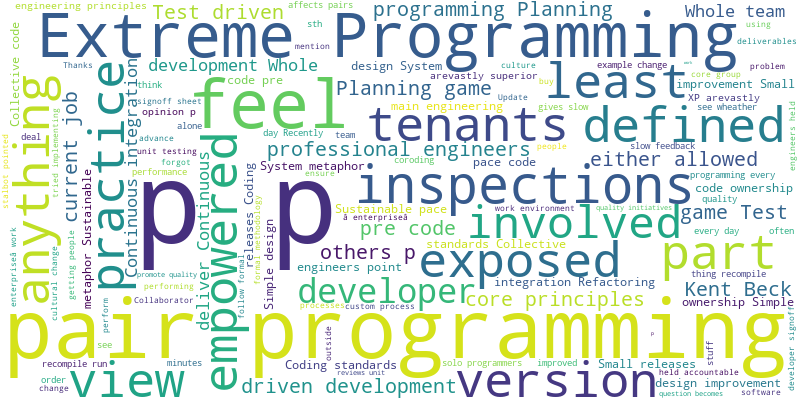 engineering principles
Test driven
affects pairs
sth
programming Planning
Whole team
using
deliverables
Extreme Programming
mention
Thanks
development Whole
code pre
design System
arevastly superior
example change
culture
buy
core group
problem
improvement Small
Collective code
anything
practice
current job
Continuous integration
signoff sheet
think
opinion p
feel
Planning game
main engineering
Update
gives slow
least
XP arevastly
see wheather
engineers held
tenants
defined
deal
alone
advance
day Recently
team
unit testing
forgot
performance
professional engineers
slow feedback
people
either allowed
tried implementing
stalbot pointed
metaphor Sustainable
p p
System metaphor
coroding
pace code
programming every
code ownership
quality
ensure
inspections
Sustainable pace
work environment
quality initiatives
à enterpriseâ
game Test
pre code
involved
every day
often
part
empowered
deliver Continuous
releases Coding
follow formal
formal methodology
Simple design
others p
standards Collective
exposed
integration Refactoring
thing recompile
Kent Beck
engineers point
developer
core principles
ownership Simple
enterpriseâ work
cultural change
getting people
promote quality
Collaborator
performing
perform
processes
custom process
pair programming
see
outside
solo programmers
improved
p
stuff
held accountable
developer signoff
recompile run
minutes
Coding standards
reviews unit
Small releases
order
change
view
driven development
version
design improvement
question becomes
software